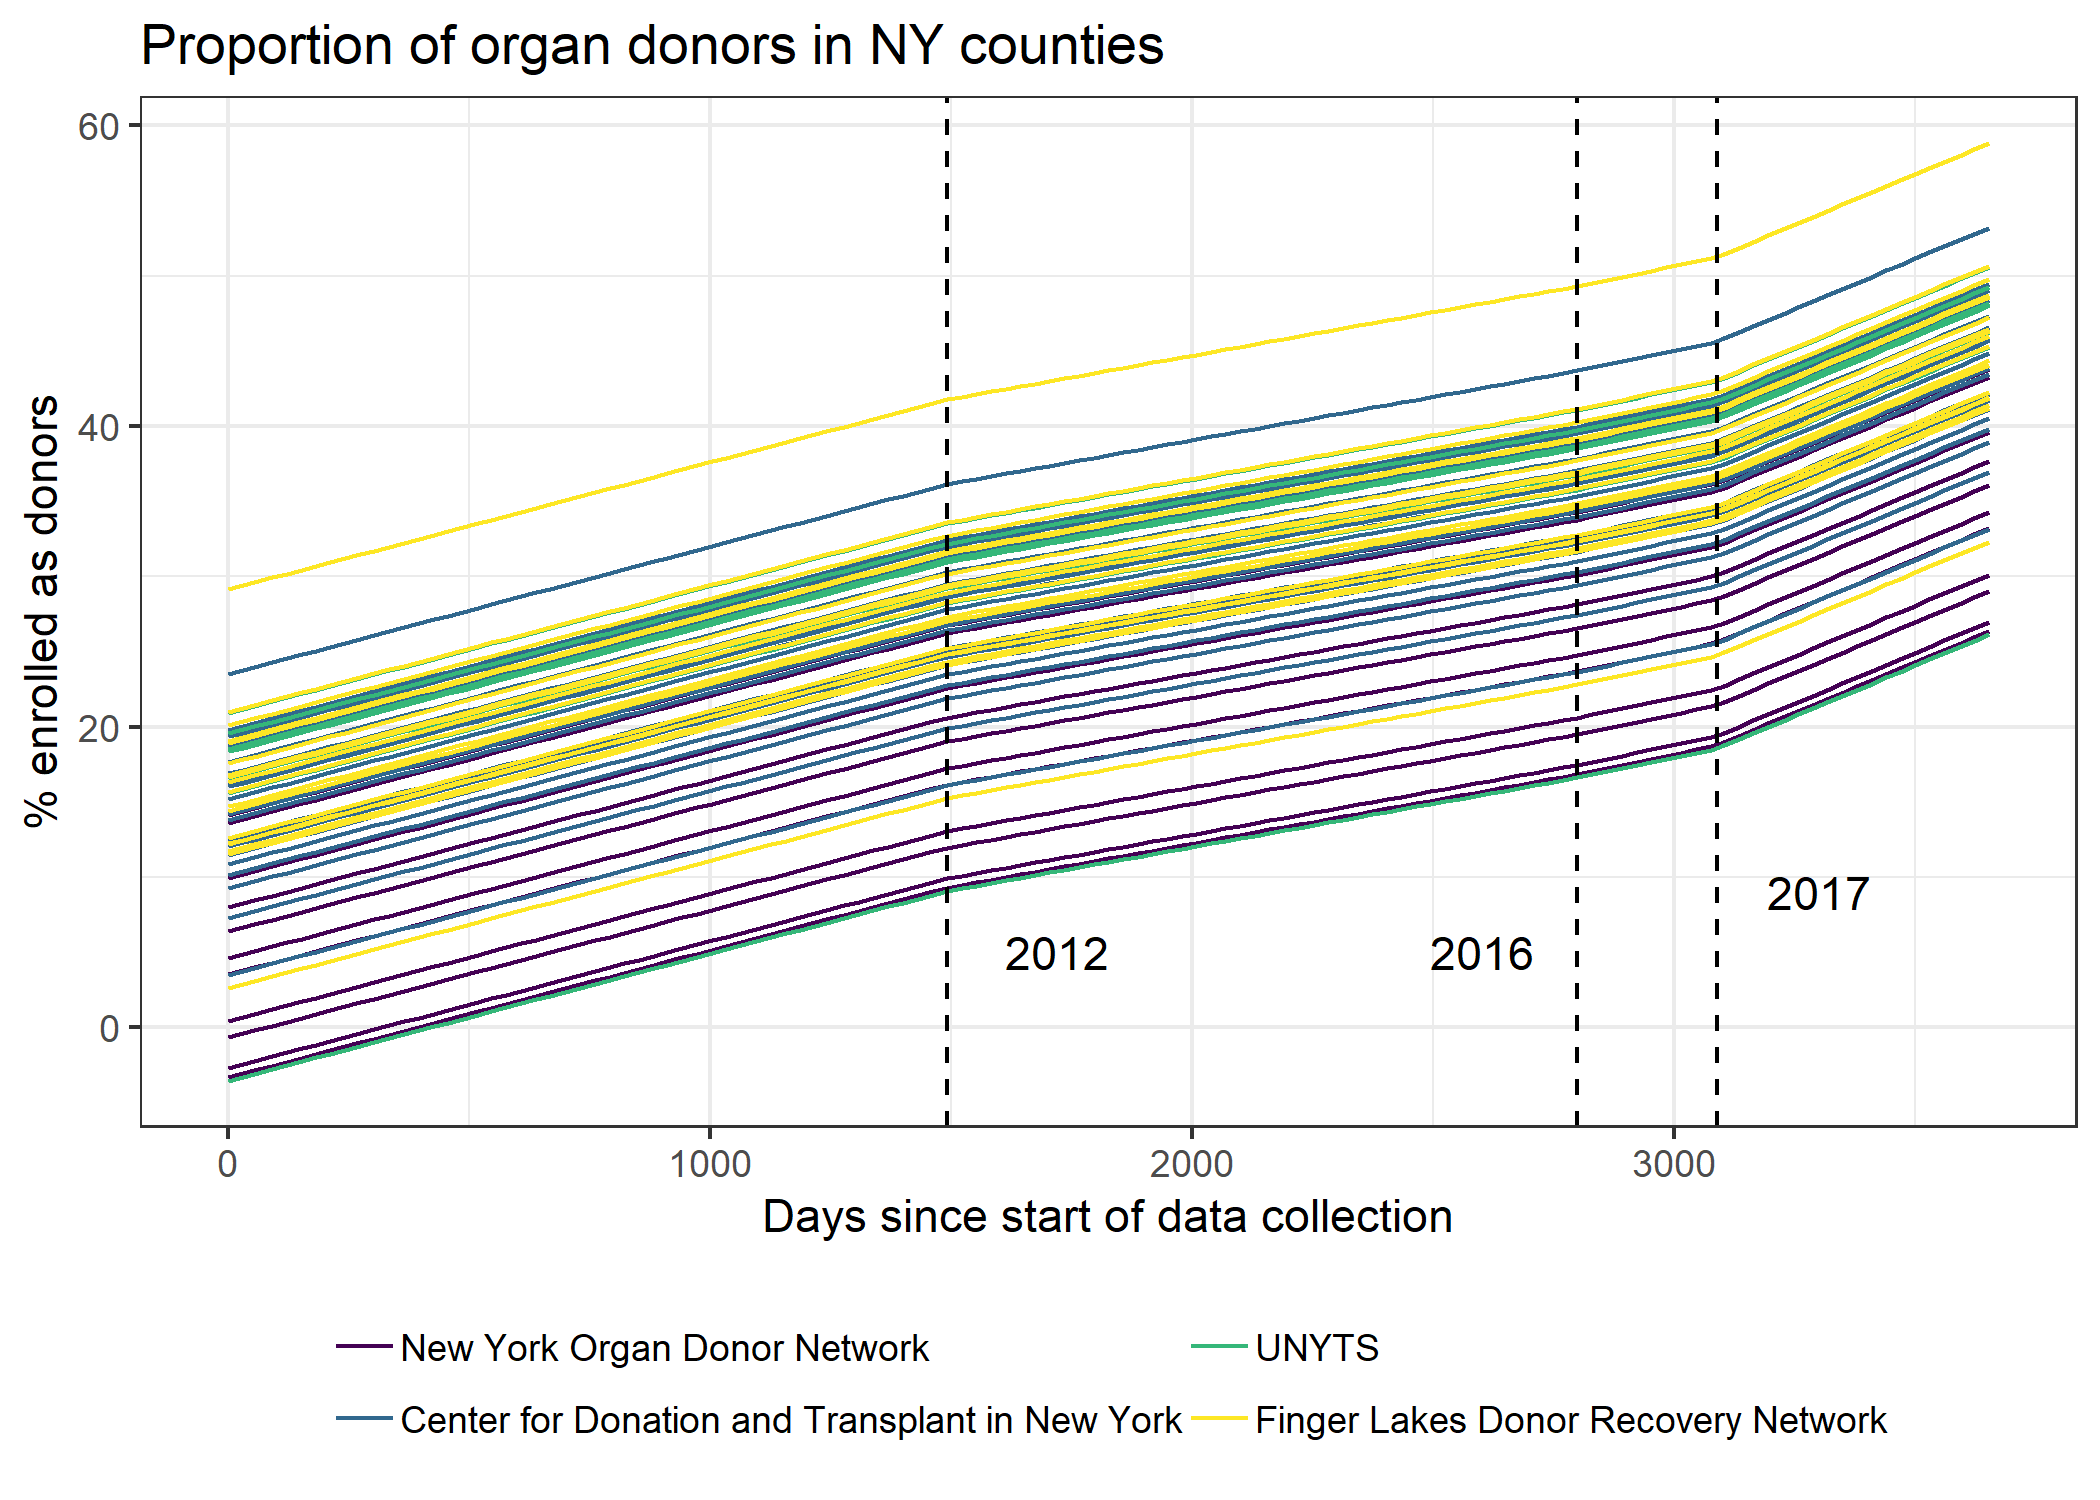 Proportion of organ donors in NY counties
60
40
20
0
% enrolled as donors
2012
2016
2017
0 1000 2000 3000
Days since start of data collection
New York Organ Donor Network
UNYTS
Center for Donation and Transplant in New York
Finger Lakes Donor Recovery Network